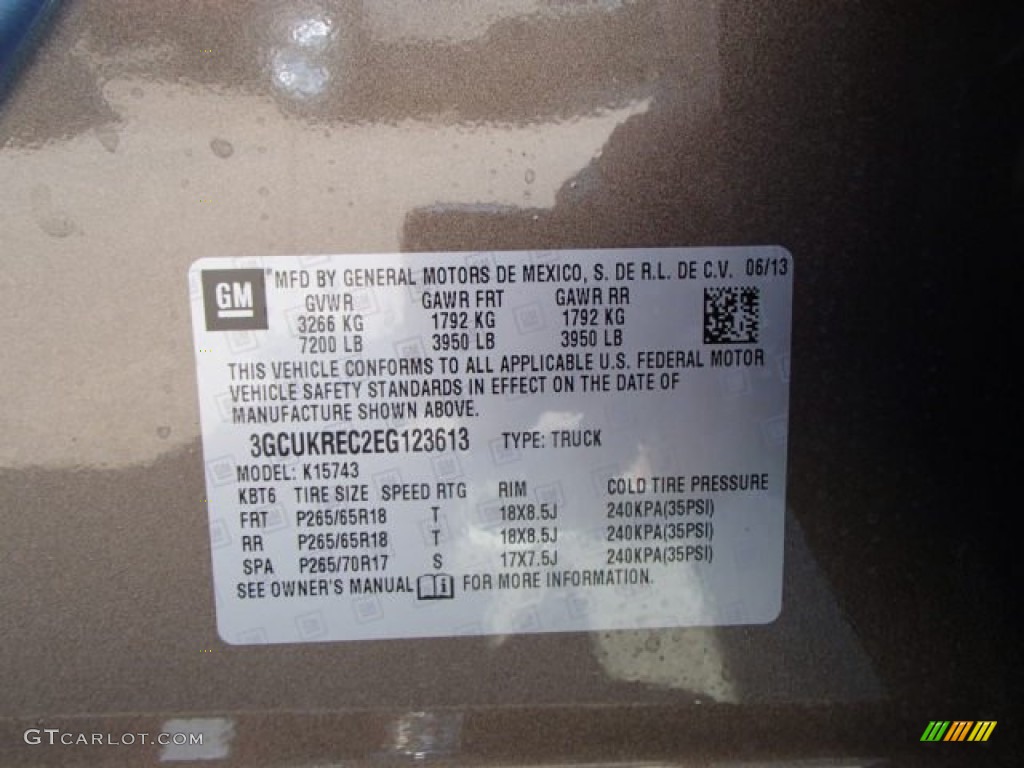 GM
MFD BY GENERAL MOTORS DE MEXICO, S. DE R.L. DE C.V. 06/13
GVWR GAWR FRT GAWR RR
3266 KG 1792 KG 1792 KG
7200 LB 3950 LB 3950 LB
THIS VEHICLE CONFORMS TO ALL APPLICABLE U.S. FEDERAL MOTOR
VEHICLE SAFETY STANDARDS IN EFFECT ON THE DATE OF
MANUFACTURE SHOWN ABOVE.
3GCUKREC2EG123613 TYPE: TRUCK
MODEL: K15743
KBT6 TIRE SIZE SPEED RTG RIM COLD TIRE PRESSURE
FRT P265/65R18 T 18X8.5J 240KPA(35PSI)
RR P265/65R18 T 18X8.5J 240KPA(35PSI)
SPA P265/70R17 S 17X7.5J 240KPA(35PSI)
SEE OWNER'S MANUAL i FOR MORE INFORMATION.
GTCARLOT.COM